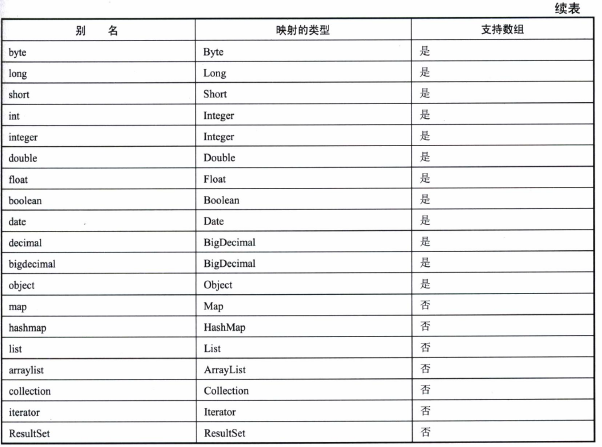 续表
别 名 映射的类型 支持数组
byte Byte 是
long Long 是
short Short 是
int Integer 是
integer Integer 是
double Double 是
float Float 是
boolean Boolean 是
date Date 是
decimal BigDecimal 是
bigdecimal BigDecimal 是
object Object 是
map Map 否
hashmap HashMap 否
list List 否
arraylist ArrayList 否
collection Collection 否
iterator Iterator 否
ResultSet ResultSet 否